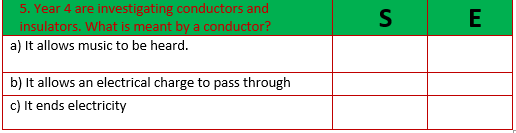 5. Year 4 are investigating conductors and
insulators. What is meant by a conductor?
S
E
a) It allows music to be heard.
b) It allows an electrical charge to pass through
c) It ends electricity